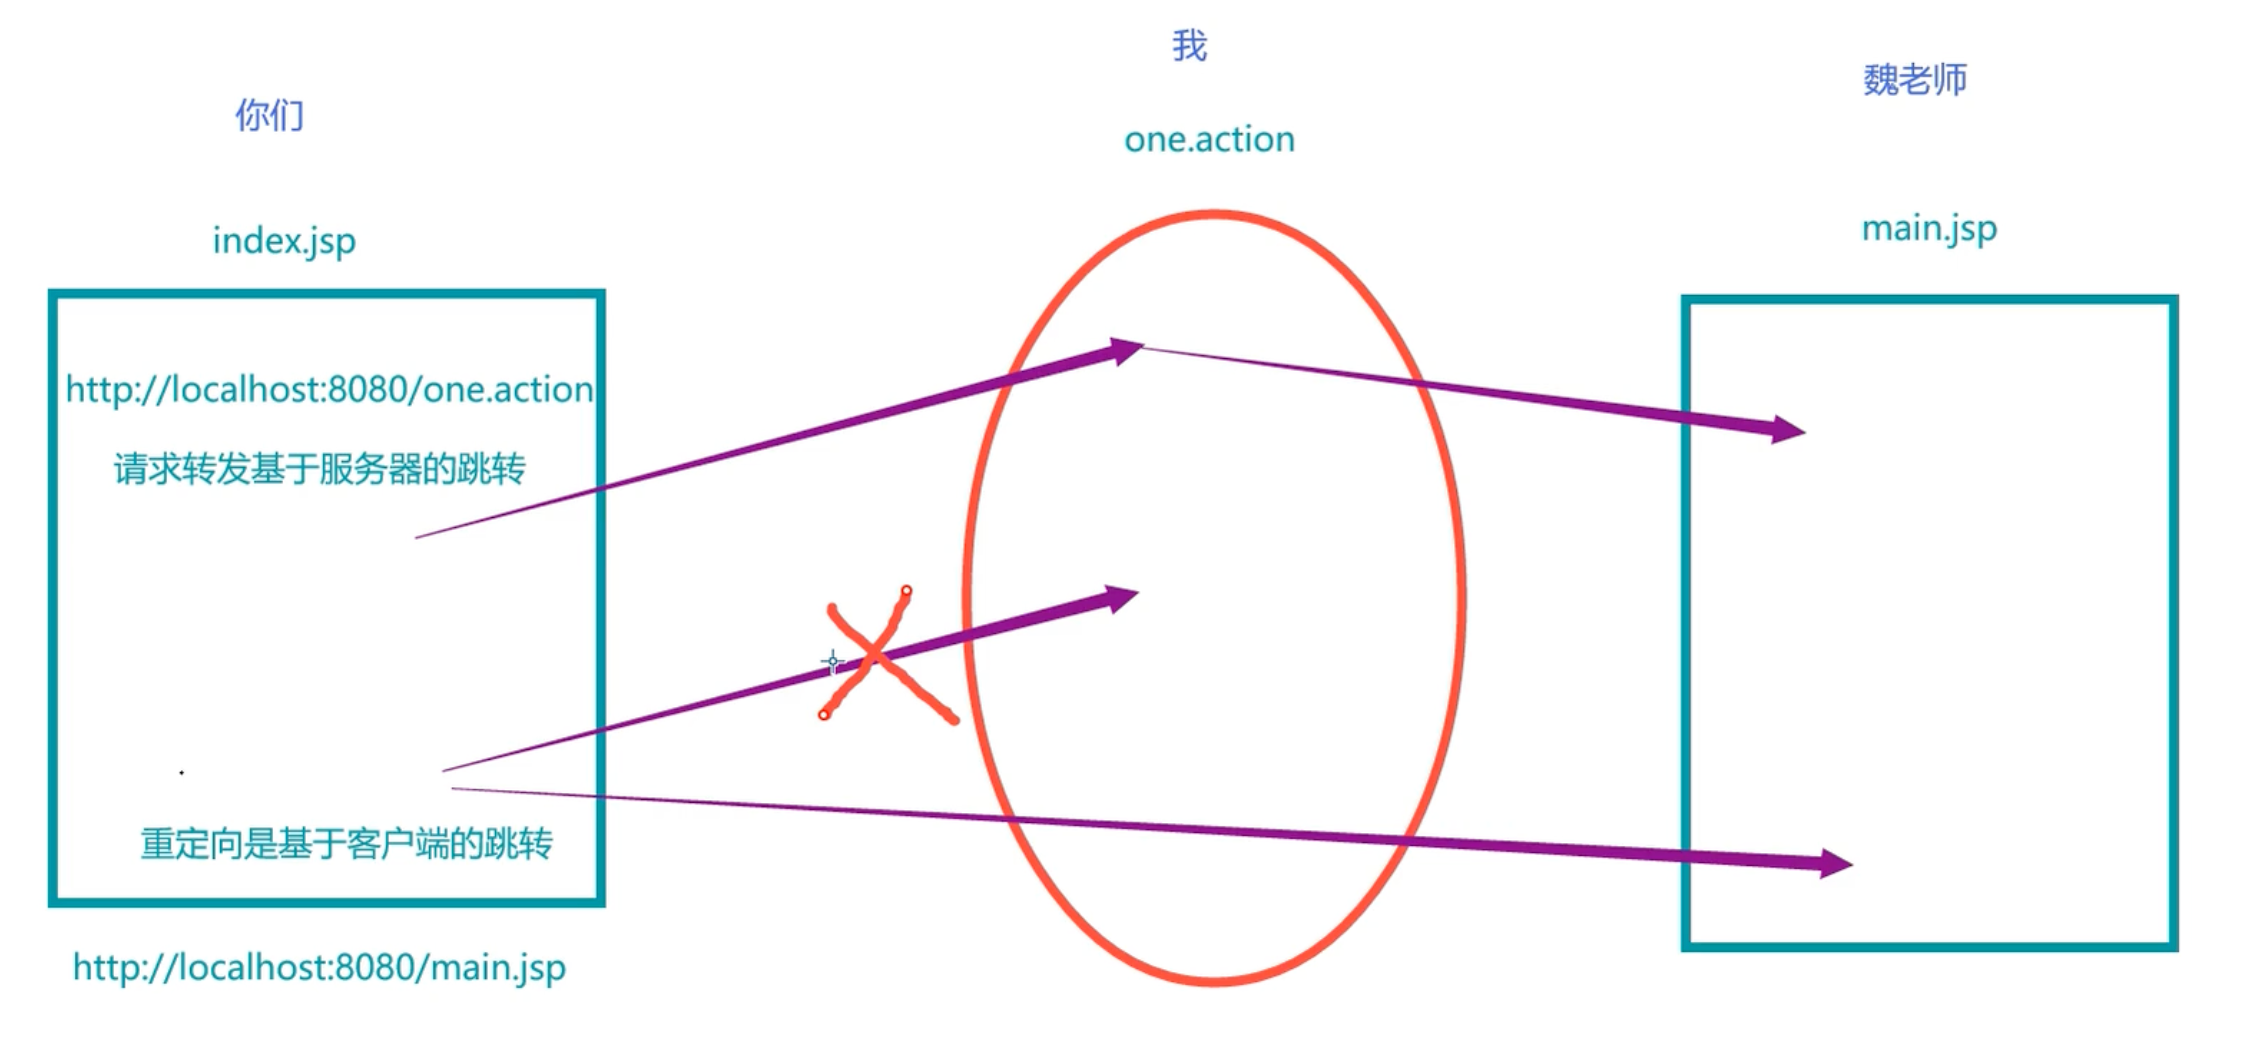 我
魏老师
你们
one.action
index.jsp
main.jsp
http://localhost:8080/one.action
请求转发基于服务器的跳转
重定向是基于客户端的跳转
http://localhost:8080/main.jsp